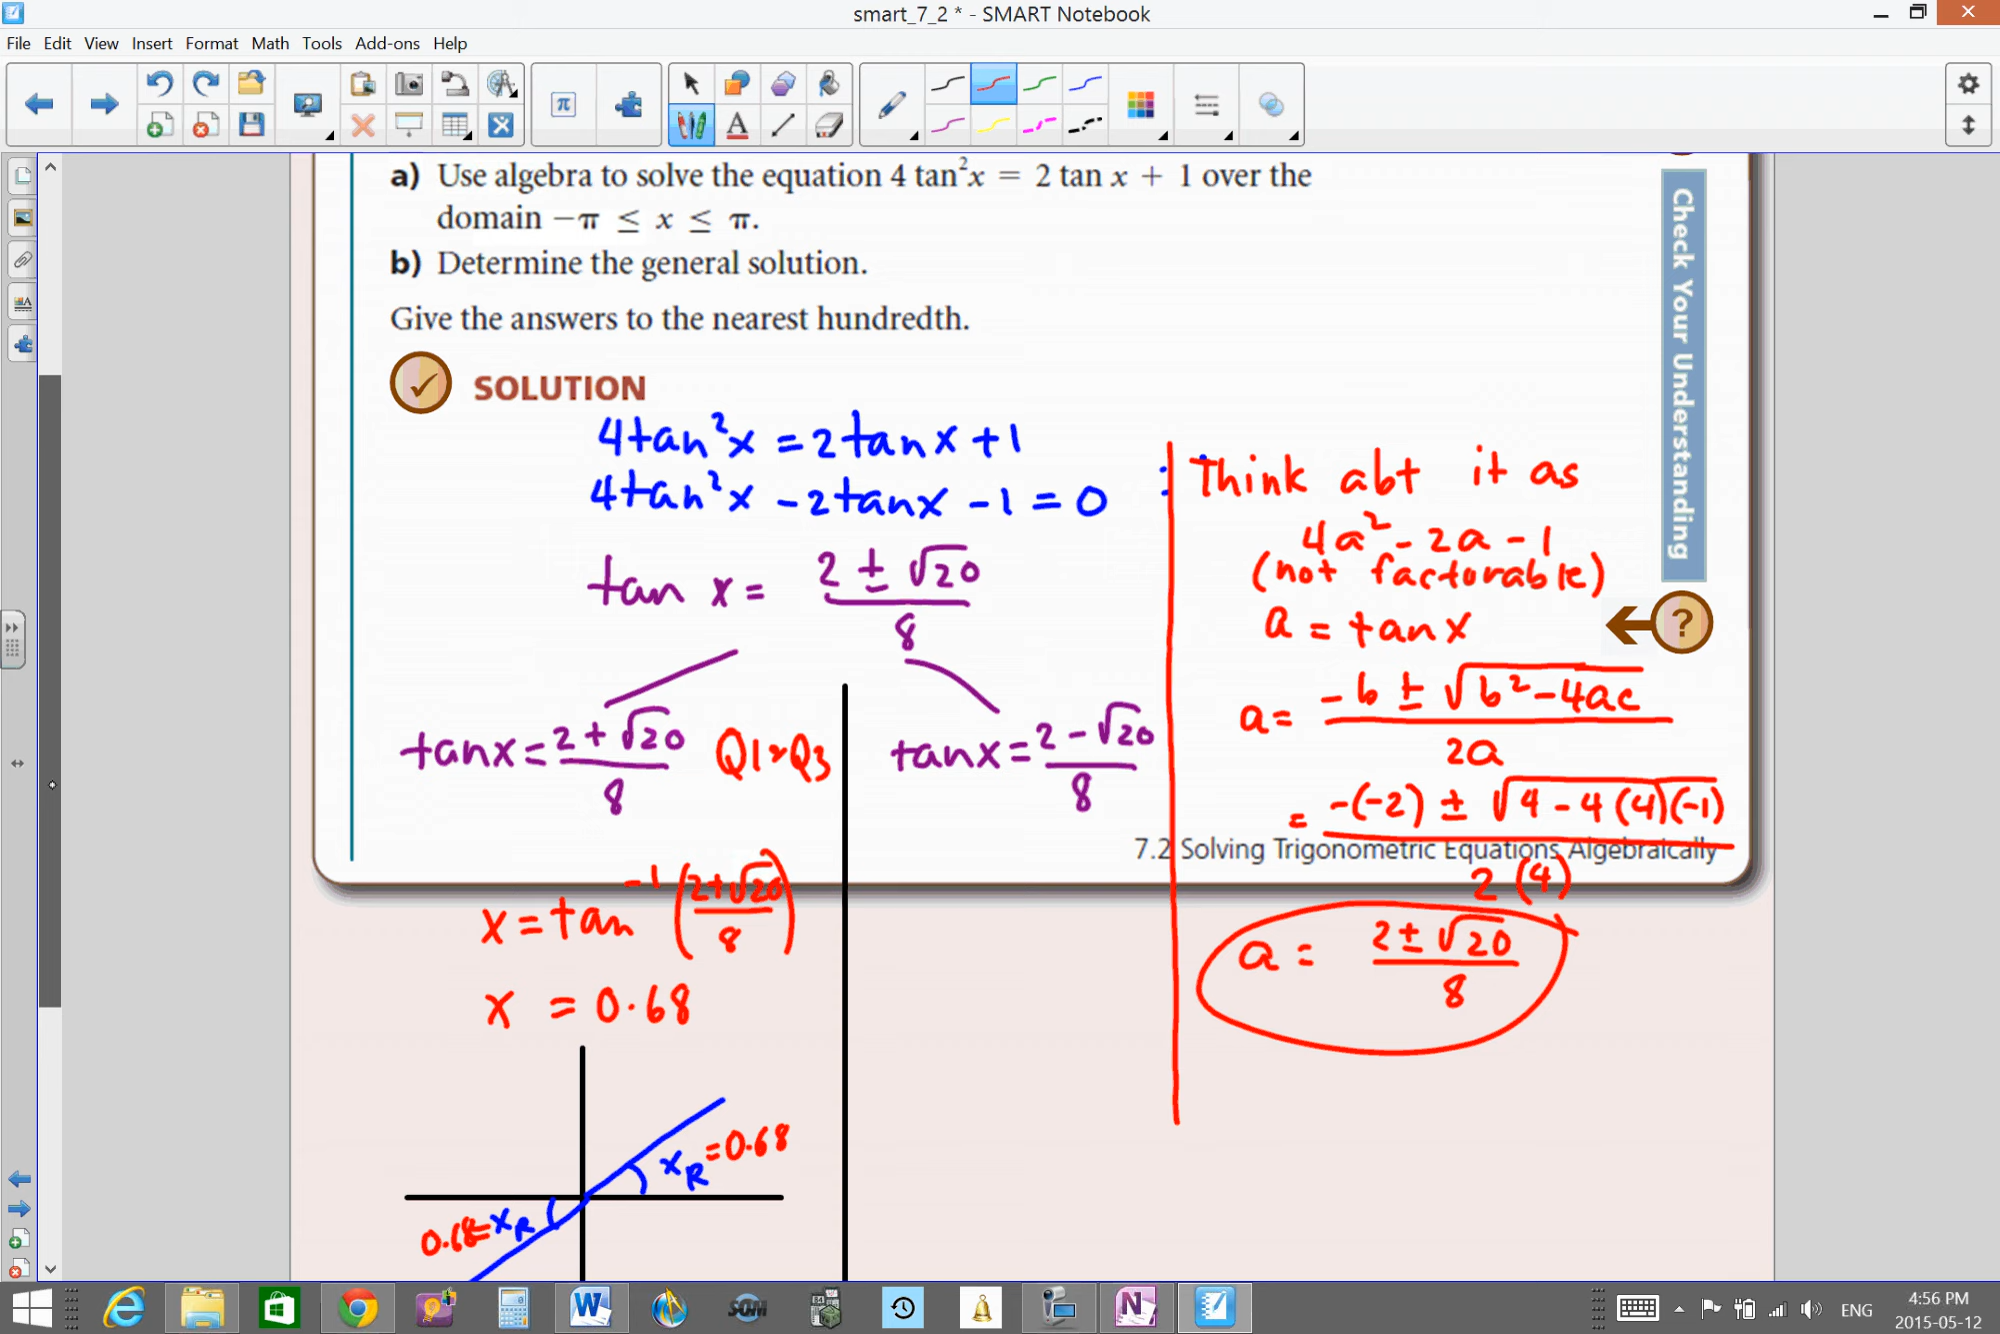 smart_7_2 * - SMART Notebook
File Edit View Insert Format Math Tools Add-ons Help
a) Use algebra to solve the equation 4 tan²x = 2 tan x + 1 over the
domain −π ≤ x ≤ π.
b) Determine the general solution.
Give the answers to the nearest hundredth.
Check Your Understanding
SOLUTION
4tan²x = 2tanx + 1
4tan²x - 2tanx - 1 = 0
tan x = 2 ± √20
8
tanx = 2 + √20
8
Q1 Q3
tanx = 2 - √20
8
x = tan⁻¹ (2+√20
8)
x = 0.68
xR = 0.68
0.68 = xR
Think abt it as
4a² - 2a - 1
(not factorable)
a = tanx
?
a = -b ± √b² - 4ac
2a
= -(-2) ± √4 - 4(4)(-1)
2(4)
7.2 Solving Trigonometric Equations Algebraically
a = 2 ± √20
8
ENG
4:56 PM
2015-05-12